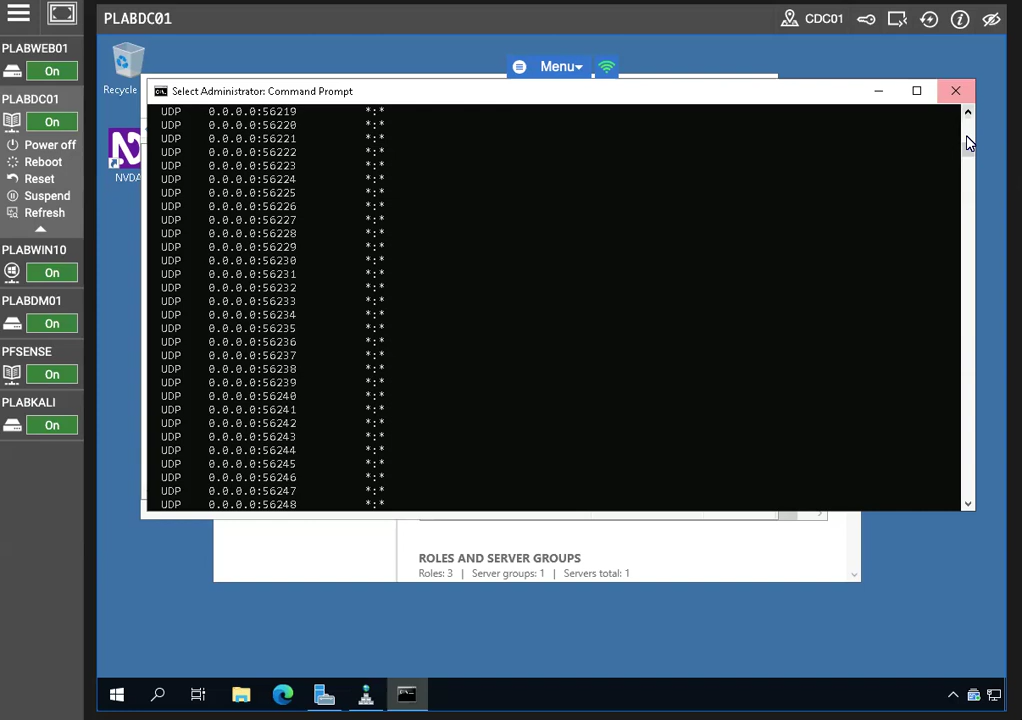 PLABDC01
CDC01
PLABWEB01
On
PLABDC01
On
Power off
Reboot
Reset
Suspend
Refresh
PLABWIN10
On
PLABDM01
On
PFSENSE
On
PLABKALI
On
Recycle
NVDA
Menu
Select Administrator: Command Prompt
UDP 0.0.0.0:56219 *:*
UDP 0.0.0.0:56220 *:*
UDP 0.0.0.0:56221 *:*
UDP 0.0.0.0:56222 *:*
UDP 0.0.0.0:56223 *:*
UDP 0.0.0.0:56224 *:*
UDP 0.0.0.0:56225 *:*
UDP 0.0.0.0:56226 *:*
UDP 0.0.0.0:56227 *:*
UDP 0.0.0.0:56228 *:*
UDP 0.0.0.0:56229 *:*
UDP 0.0.0.0:56230 *:*
UDP 0.0.0.0:56231 *:*
UDP 0.0.0.0:56232 *:*
UDP 0.0.0.0:56233 *:*
UDP 0.0.0.0:56234 *:*
UDP 0.0.0.0:56235 *:*
UDP 0.0.0.0:56236 *:*
UDP 0.0.0.0:56237 *:*
UDP 0.0.0.0:56238 *:*
UDP 0.0.0.0:56239 *:*
UDP 0.0.0.0:56240 *:*
UDP 0.0.0.0:56241 *:*
UDP 0.0.0.0:56242 *:*
UDP 0.0.0.0:56243 *:*
UDP 0.0.0.0:56244 *:*
UDP 0.0.0.0:56245 *:*
UDP 0.0.0.0:56246 *:*
UDP 0.0.0.0:56247 *:*
UDP 0.0.0.0:56248 *:*
ROLES AND SERVER GROUPS
Roles: 3 | Server groups: 1 | Servers total: 1